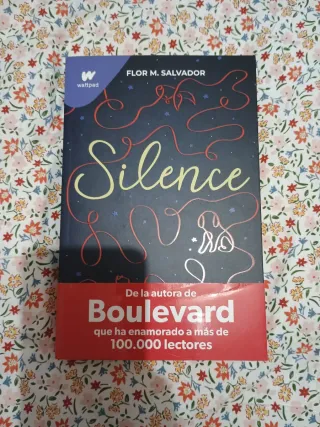 wattpad
FLOR M. SALVADOR
Silence
De la autora de
Boulevard
que ha enamorado a más de
100.000 lectores